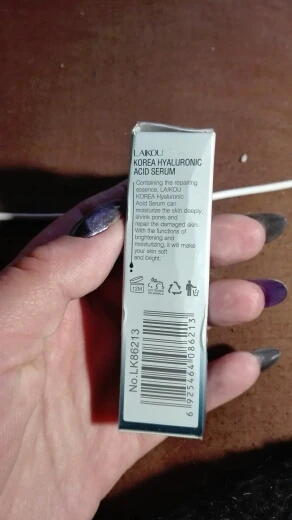 LAIKOU
KOREA HYALURONIC
ACID SERUM
Containing the repairing
essence, LAIKOU
KOREA Hyaluronic
Acid Serum can
moisturize the skin deeply,
shrink pores and
repair the damaged skin.
With the functions of
brightening and
moisturizing, it will make
your skin soft
and bright.
12M
No.LK86213
6 925464 086213